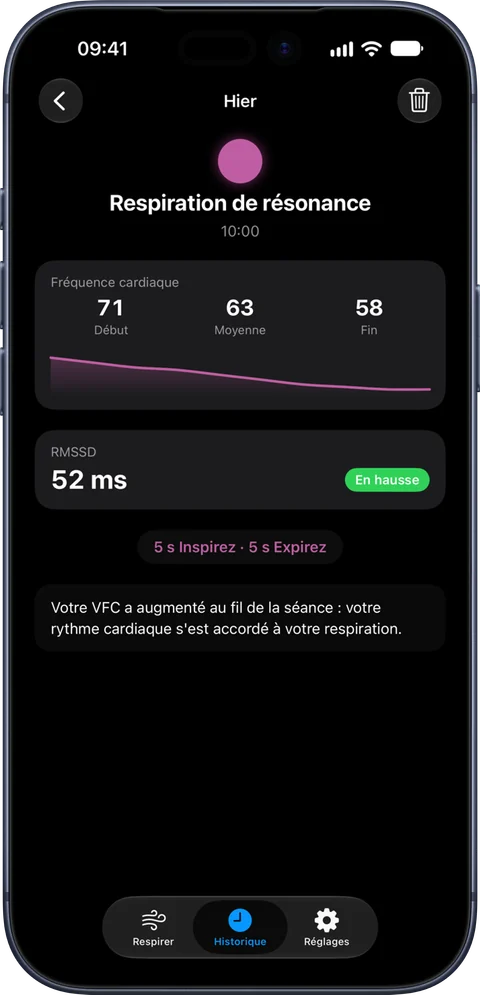 09:41
Hier
Respiration de résonance
10:00
Fréquence cardiaque
71 63 58
Début Moyenne Fin
RMSSD
52 ms
En hausse
5 s Inspirez · 5 s Expirez
Votre VFC a augmenté au fil de la séance : votre
rythme cardiaque s'est accordé à votre respiration.
Respirer Historique Réglages